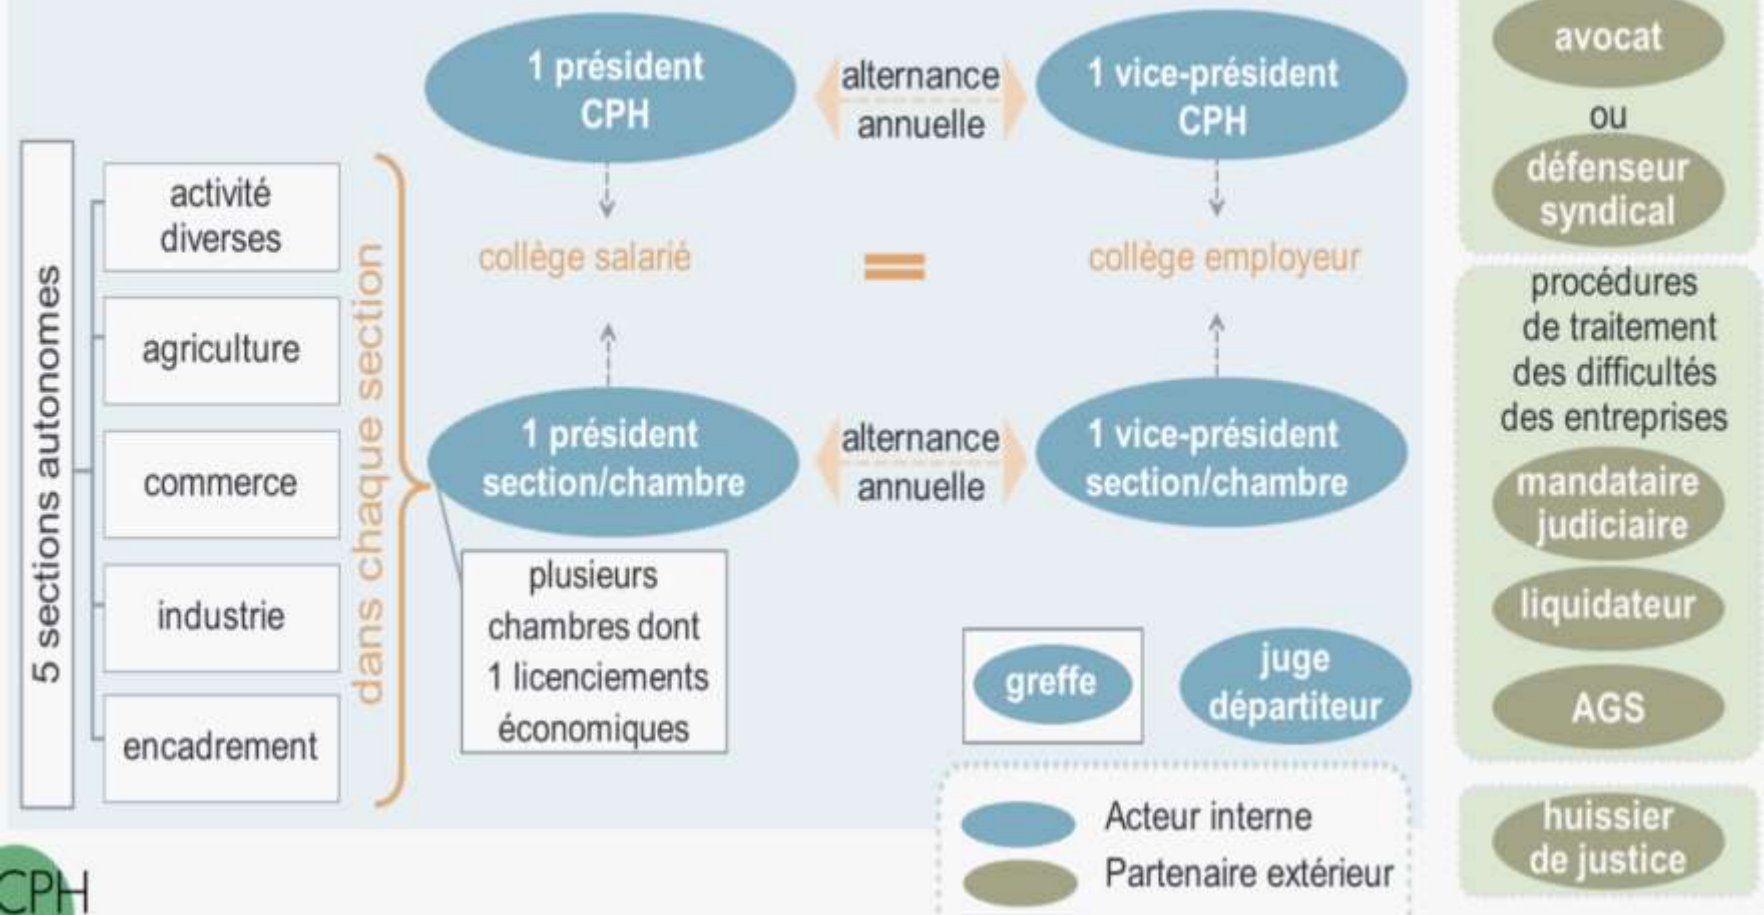 1 président
CPH
alternance
annuelle
1 vice-président
CPH
5 sections autonomes
activité
diverses
agriculture
commerce
industrie
encadrement
dans chaque section
collège salarié
=
collège employeur
1 président
section/chambre
alternance
annuelle
1 vice-président
section/chambre
plusieurs
chambres dont
1 licenciements
économiques
greffe
juge
départiteur
Acteur interne
Partenaire extérieur
avocat
ou
défenseur
syndical
procédures
de traitement
des difficultés
des entreprises
mandataire
judiciaire
liquidateur
AGS
huissier
de justice
CPH